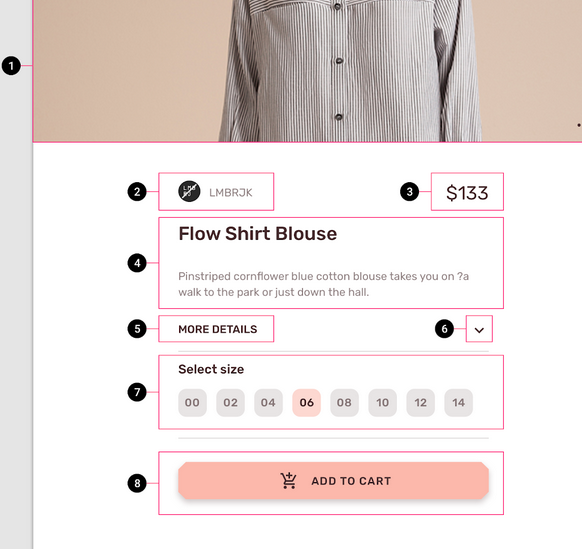 1
2
LMBRJK
3
$133
4
Flow Shirt Blouse
Pinstriped cornflower blue cotton blouse takes you on ?a
walk to the park or just down the hall.
5
MORE DETAILS
6
7
Select size
00 02 04 06 08 10 12 14
8
ADD TO CART